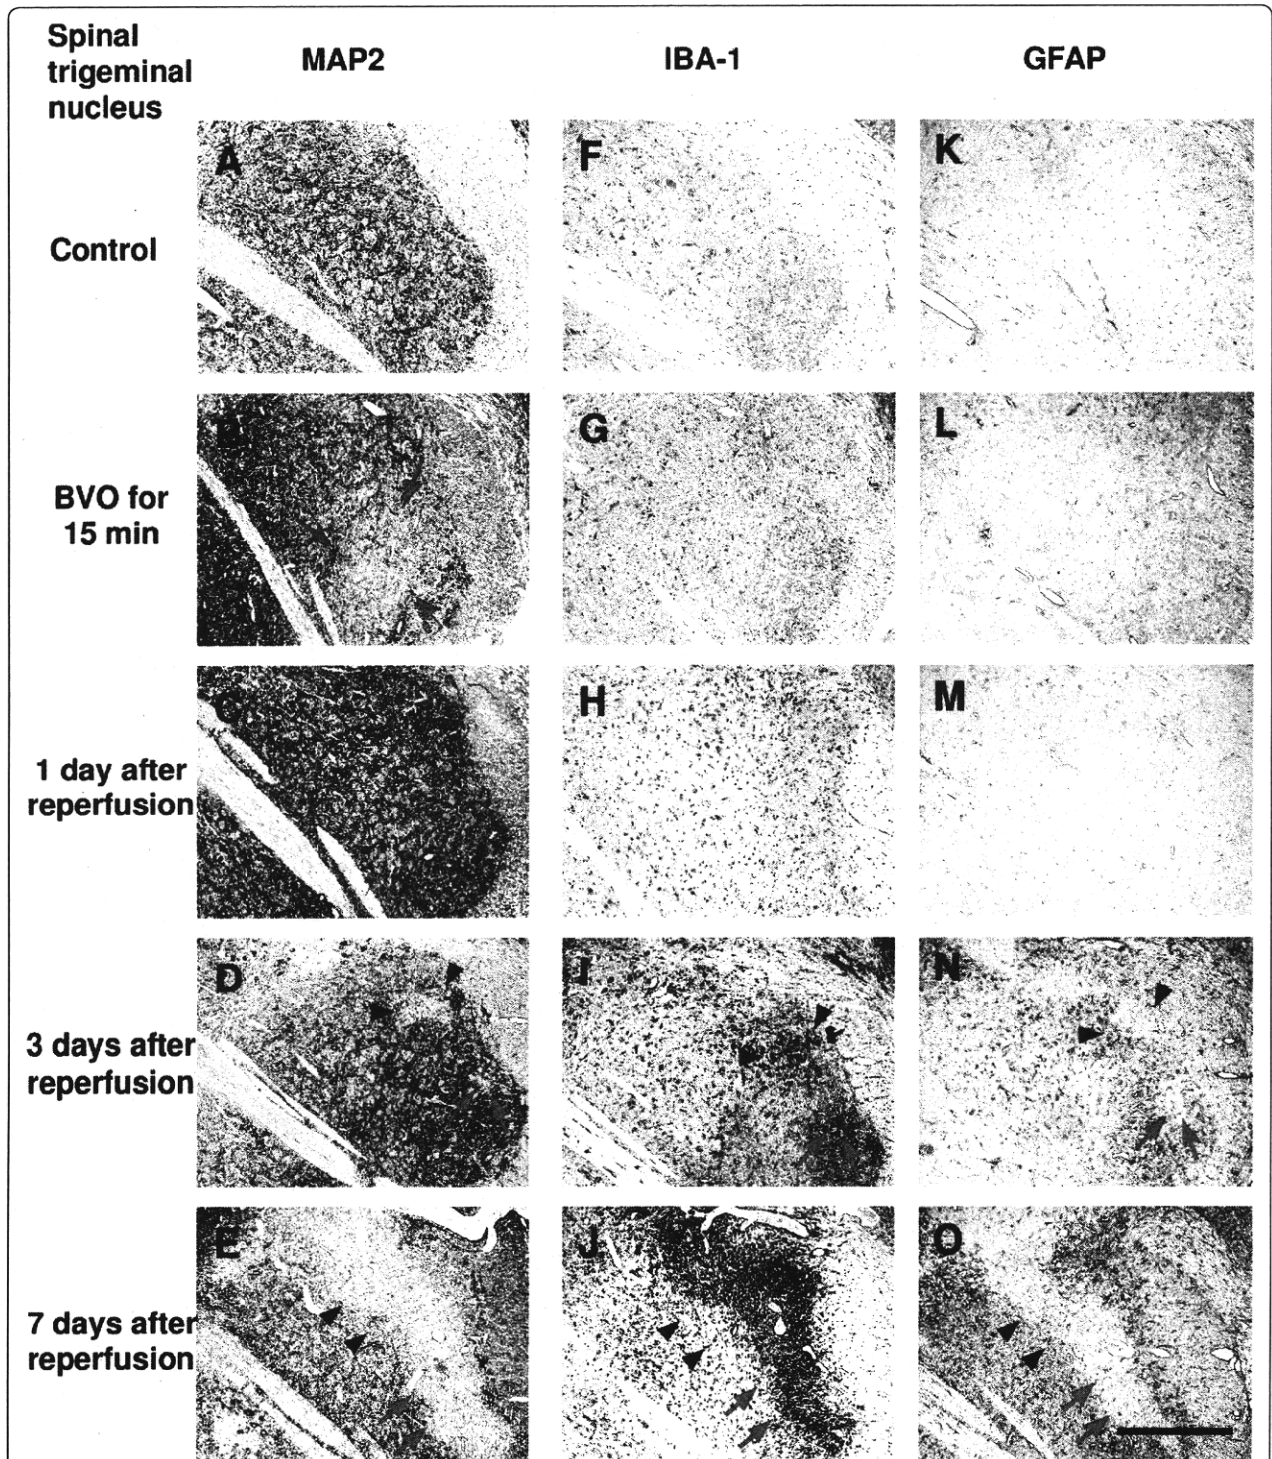 Spinal
trigeminal
nucleus
MAP2
IBA-1
GFAP
A
F
K
Control
B
G
L
BVO for
15 min
C
H
M
1 day after
reperfusion
D
I
N
3 days after
reperfusion
E
J
O
7 days after
reperfusion